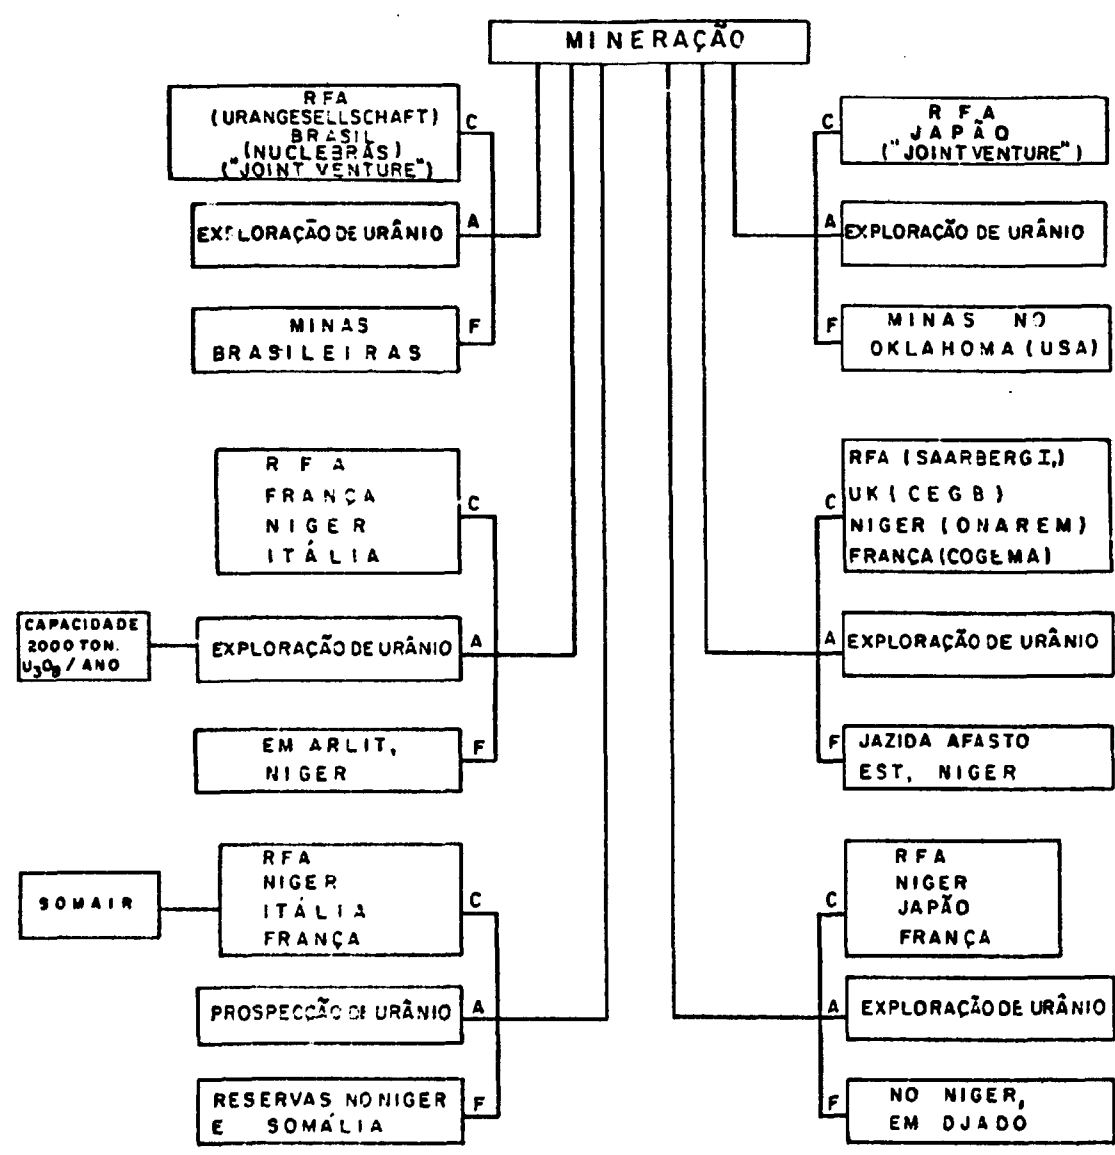 MINERAÇÃO
RFA
(URANGESELLSCHAFT)
BRASIL
(NUCLEBRÁS)
("JOINT VENTURE")
C
EXPLORAÇÃO DE URÂNIO
A
MINAS
BRASILEIRAS
F
RFA
FRANÇA
NIGER
ITÁLIA
C
CAPACIDADE
2000 TON.
U3O8 / ANO
EXPLORAÇÃO DE URÂNIO
A
EM ARLIT,
NIGER
F
SOMAIR
RFA
NIGER
ITÁLIA
FRANÇA
C
PROSPECÇÃO DE URÂNIO
A
RESERVAS NO NIGER
E SOMÁLIA
F
C
RFA
JAPÃO
("JOINT VENTURE")
A
EXPLORAÇÃO DE URÂNIO
F
MINAS NO
OKLAHOMA (USA)
C
RFA (SAARBERG I,)
UK (CEGB)
NIGER (ONAREM)
FRANÇA (COGEMA)
A
EXPLORAÇÃO DE URÂNIO
F
JAZIDA AFASTO
EST, NIGER
C
RFA
NIGER
JAPÃO
FRANÇA
A
EXPLORAÇÃO DE URÂNIO
F
NO NIGER,
EM DJADO